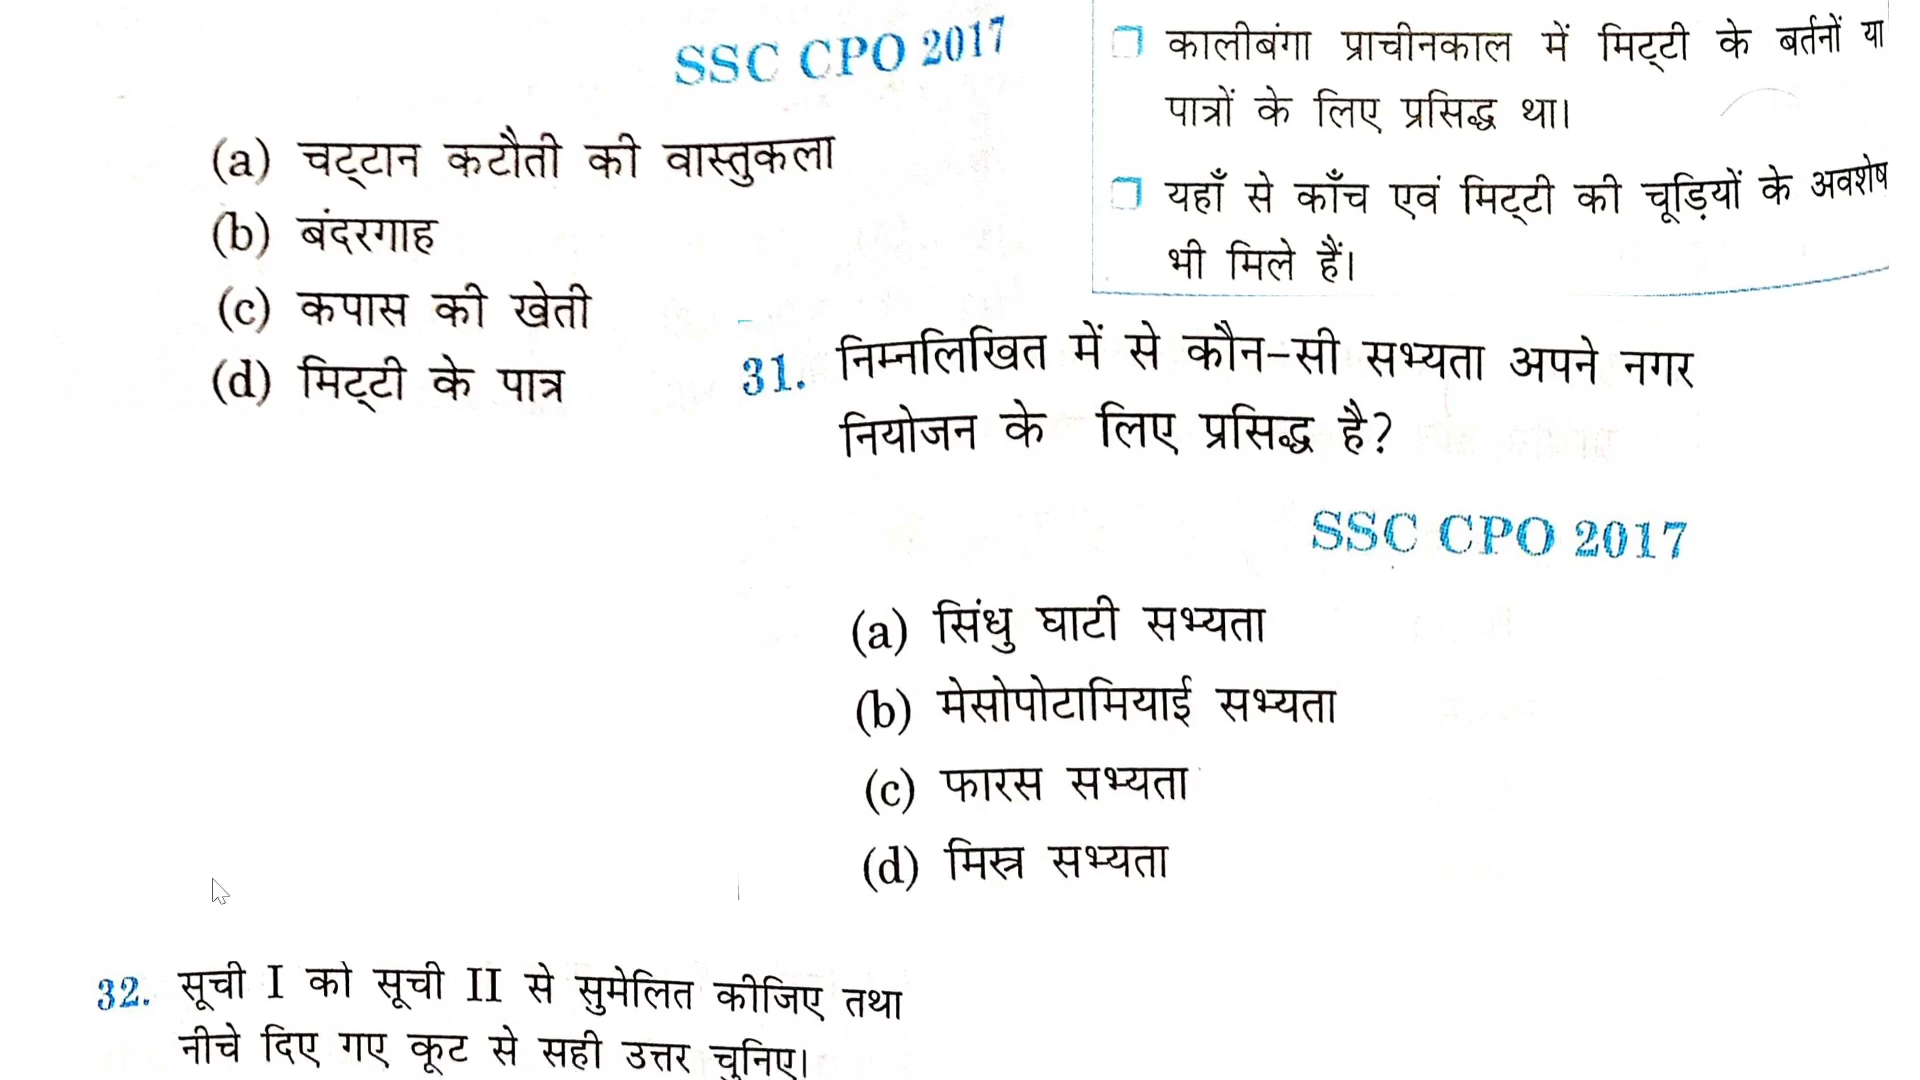 SSC CPO 2017
(a) चट्टान कटौती की वास्तुकला
(b) बंदरगाह
(c) कपास की खेती
(d) मिट्टी के पात्र
कालीबंगा प्राचीनकाल में मिट्टी के बर्तनों या
पात्रों के लिए प्रसिद्ध था।
यहाँ से काँच एवं मिट्टी की चूड़ियों के अवशेष
भी मिले हैं।
31. निम्नलिखित में से कौन-सी सभ्यता अपने नगर
नियोजन के लिए प्रसिद्ध है?
SSC CPO 2017
(a) सिंधु घाटी सभ्यता
(b) मेसोपोटामियाई सभ्यता
(c) फारस सभ्यता
(d) मिस्र सभ्यता
32. सूची I को सूची II से सुमेलित कीजिए तथा
नीचे दिए गए कूट से सही उत्तर चुनिए।